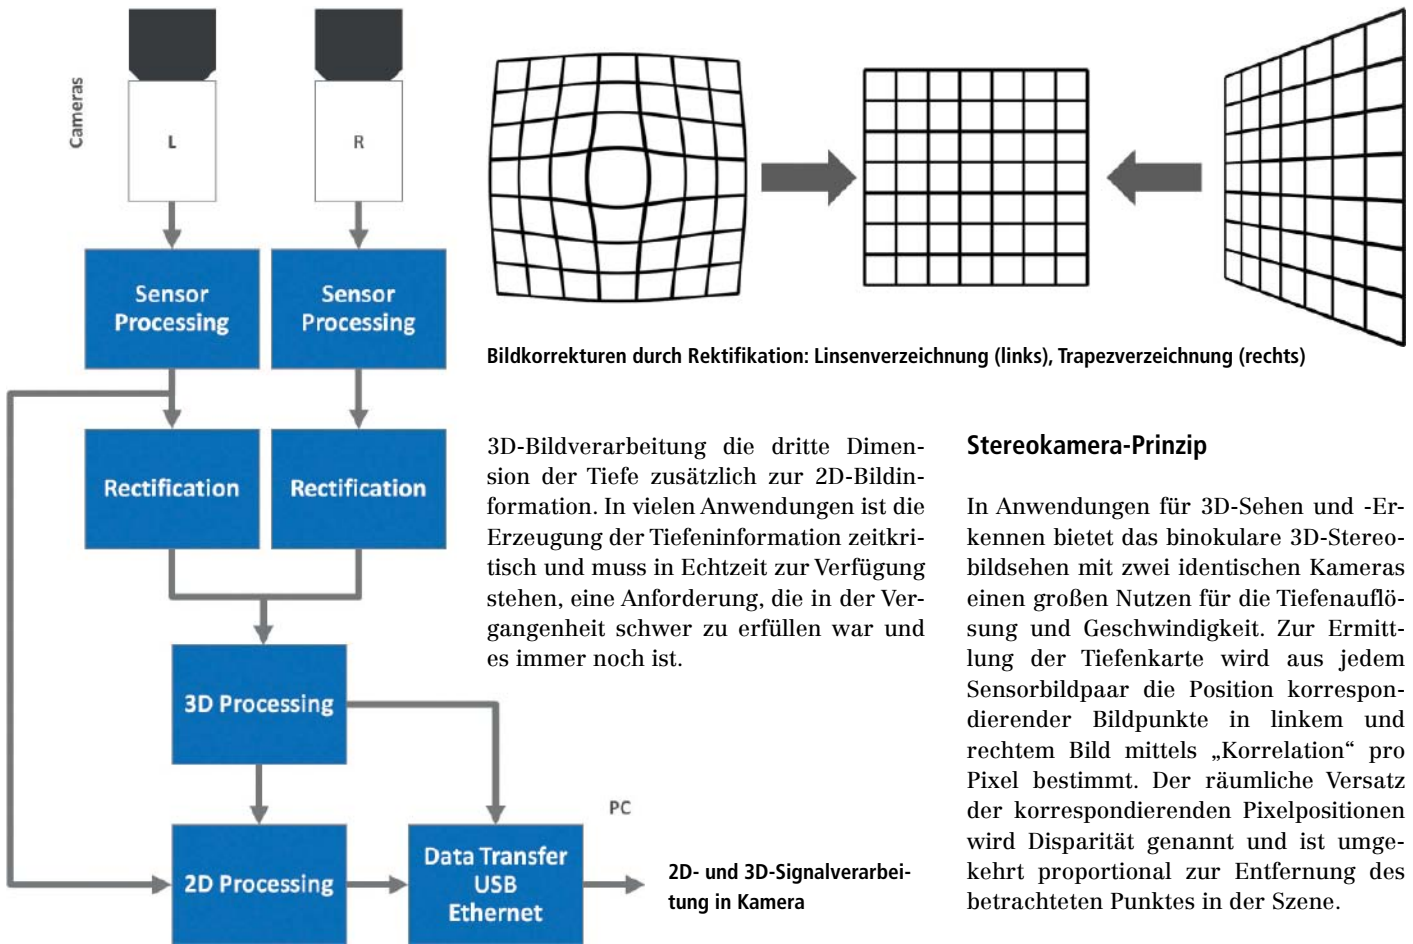 Cameras
L
R
Sensor
Processing
Sensor
Processing
Rectification
Rectification
3D Processing
2D Processing
Data Transfer
USB
Ethernet
PC
2D- und 3D-Signalverarbei-
tung in Kamera
Bildkorrekturen durch Rektifikation: Linsenverzeichnung (links), Trapezverzeichnung (rechts)
3D-Bildverarbeitung die dritte Dimen-
sion der Tiefe zusätzlich zur 2D-Bildin-
formation. In vielen Anwendungen ist die
Erzeugung der Tiefeninformation zeitkri-
tisch und muss in Echtzeit zur Verfügung
stehen, eine Anforderung, die in der Ver-
gangenheit schwer zu erfüllen war und
es immer noch ist.
Stereokamera-Prinzip
In Anwendungen für 3D-Sehen und -Er-
kennen bietet das binokulare 3D-Stereo-
bildsehen mit zwei identischen Kameras
einen großen Nutzen für die Tiefenauflö-
sung und Geschwindigkeit. Zur Ermitt-
lung der Tiefenkarte wird aus jedem
Sensorbildpaar die Position korrespon-
dierender Bildpunkte in linkem und
rechtem Bild mittels „Korrelation“ pro
Pixel bestimmt. Der räumliche Versatz
der korrespondierenden Pixelpositionen
wird Disparität genannt und ist umge-
kehrt proportional zur Entfernung des
betrachteten Punktes in der Szene.